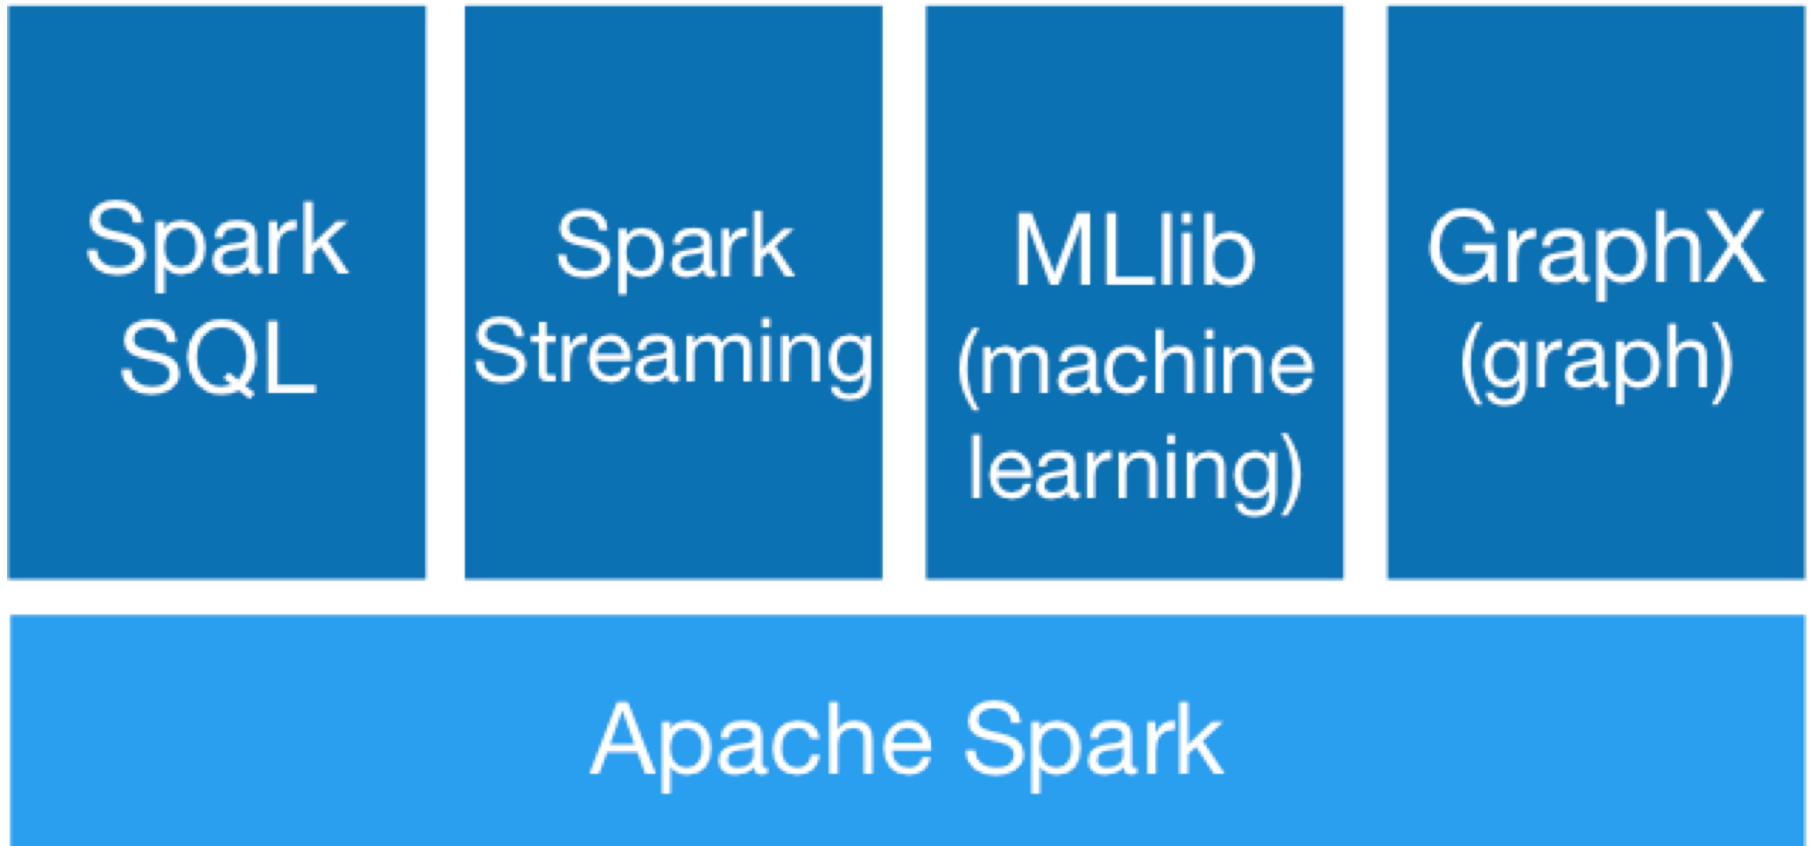 Spark
SQL
Spark
Streaming
MLlib
(machine
learning)
GraphX
(graph)
Apache Spark